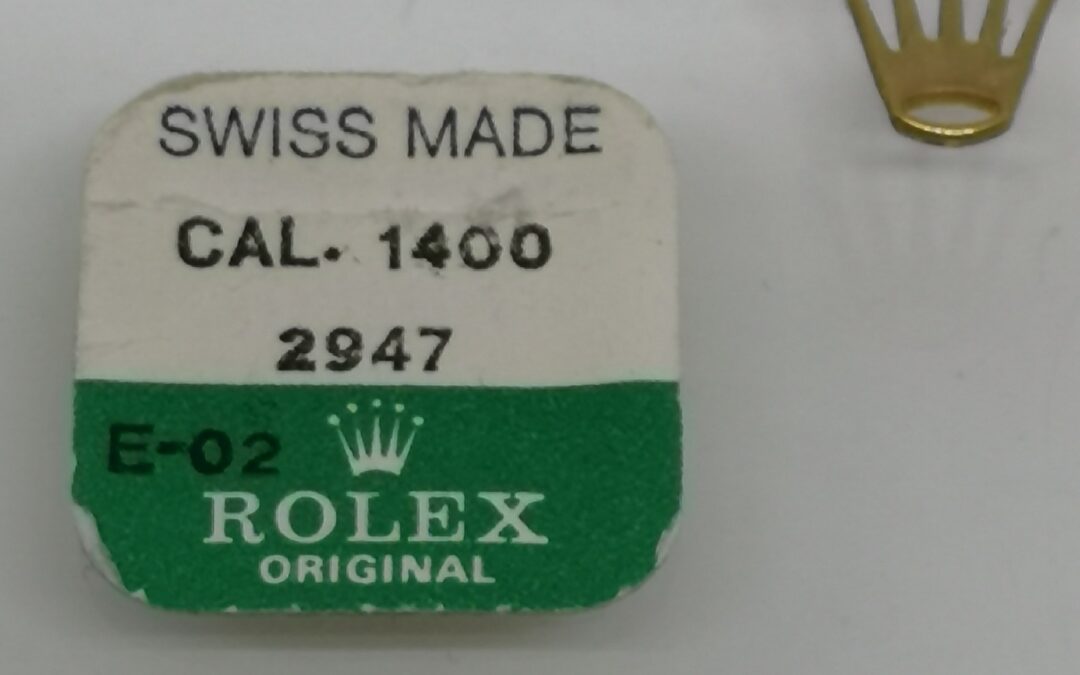 SWISS MADE
CAL. 1400
2947
E-02
ROLEX
ORIGINAL